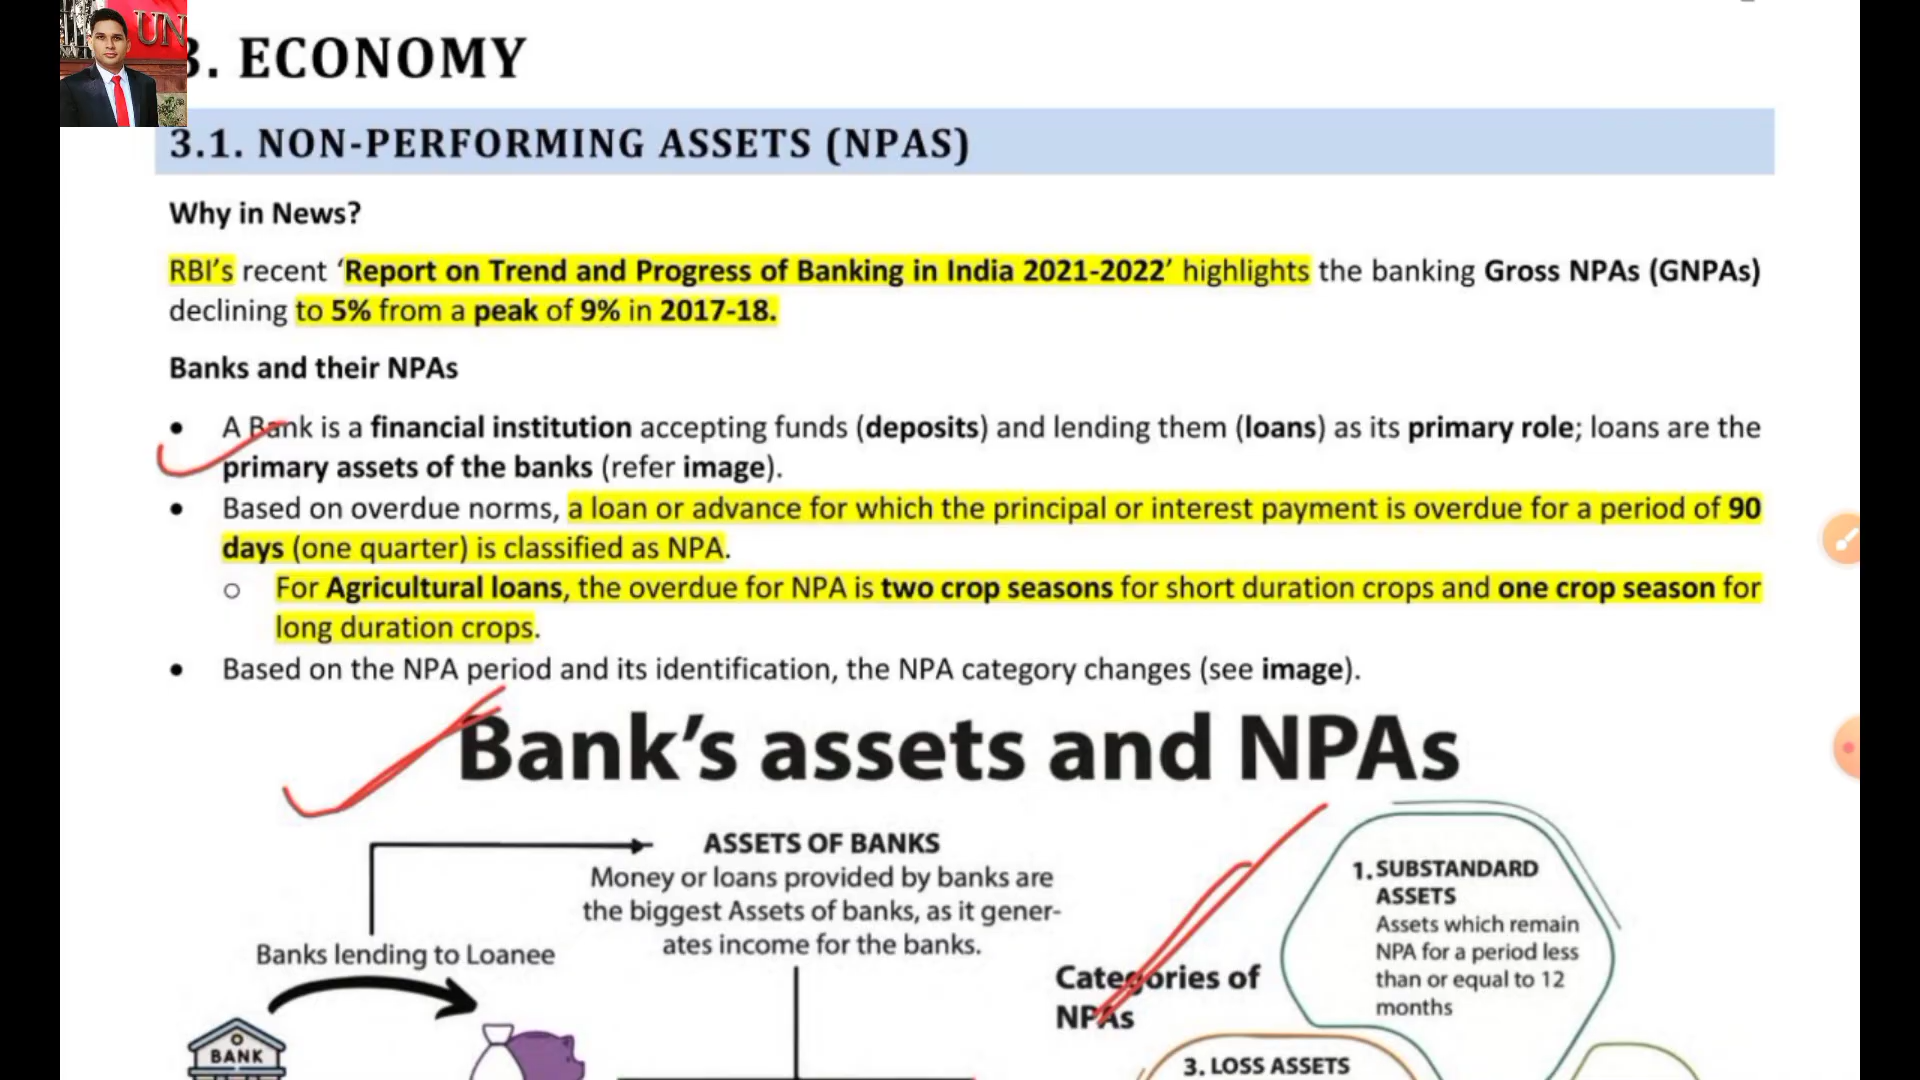 UN
3. ECONOMY
3.1. NON-PERFORMING ASSETS (NPAS)
Why in News?
RBI’s recent ‘Report on Trend and Progress of Banking in India 2021-2022’ highlights the banking Gross NPAs (GNPAs)
declining to 5% from a peak of 9% in 2017-18.
Banks and their NPAs
• A Bank is a financial institution accepting funds (deposits) and lending them (loans) as its primary role; loans are the
primary assets of the banks (refer image).
• Based on overdue norms, a loan or advance for which the principal or interest payment is overdue for a period of 90
days (one quarter) is classified as NPA.
o For Agricultural loans, the overdue for NPA is two crop seasons for short duration crops and one crop season for
long duration crops.
• Based on the NPA period and its identification, the NPA category changes (see image).
Bank’s assets and NPAs
ASSETS OF BANKS
Money or loans provided by banks are
the biggest Assets of banks, as it gener-
ates income for the banks.
Banks lending to Loanee
BANK
Categories of
NPAs
1. SUBSTANDARD
ASSETS
Assets which remain
NPA for a period less
than or equal to 12
months
3. LOSS ASSETS